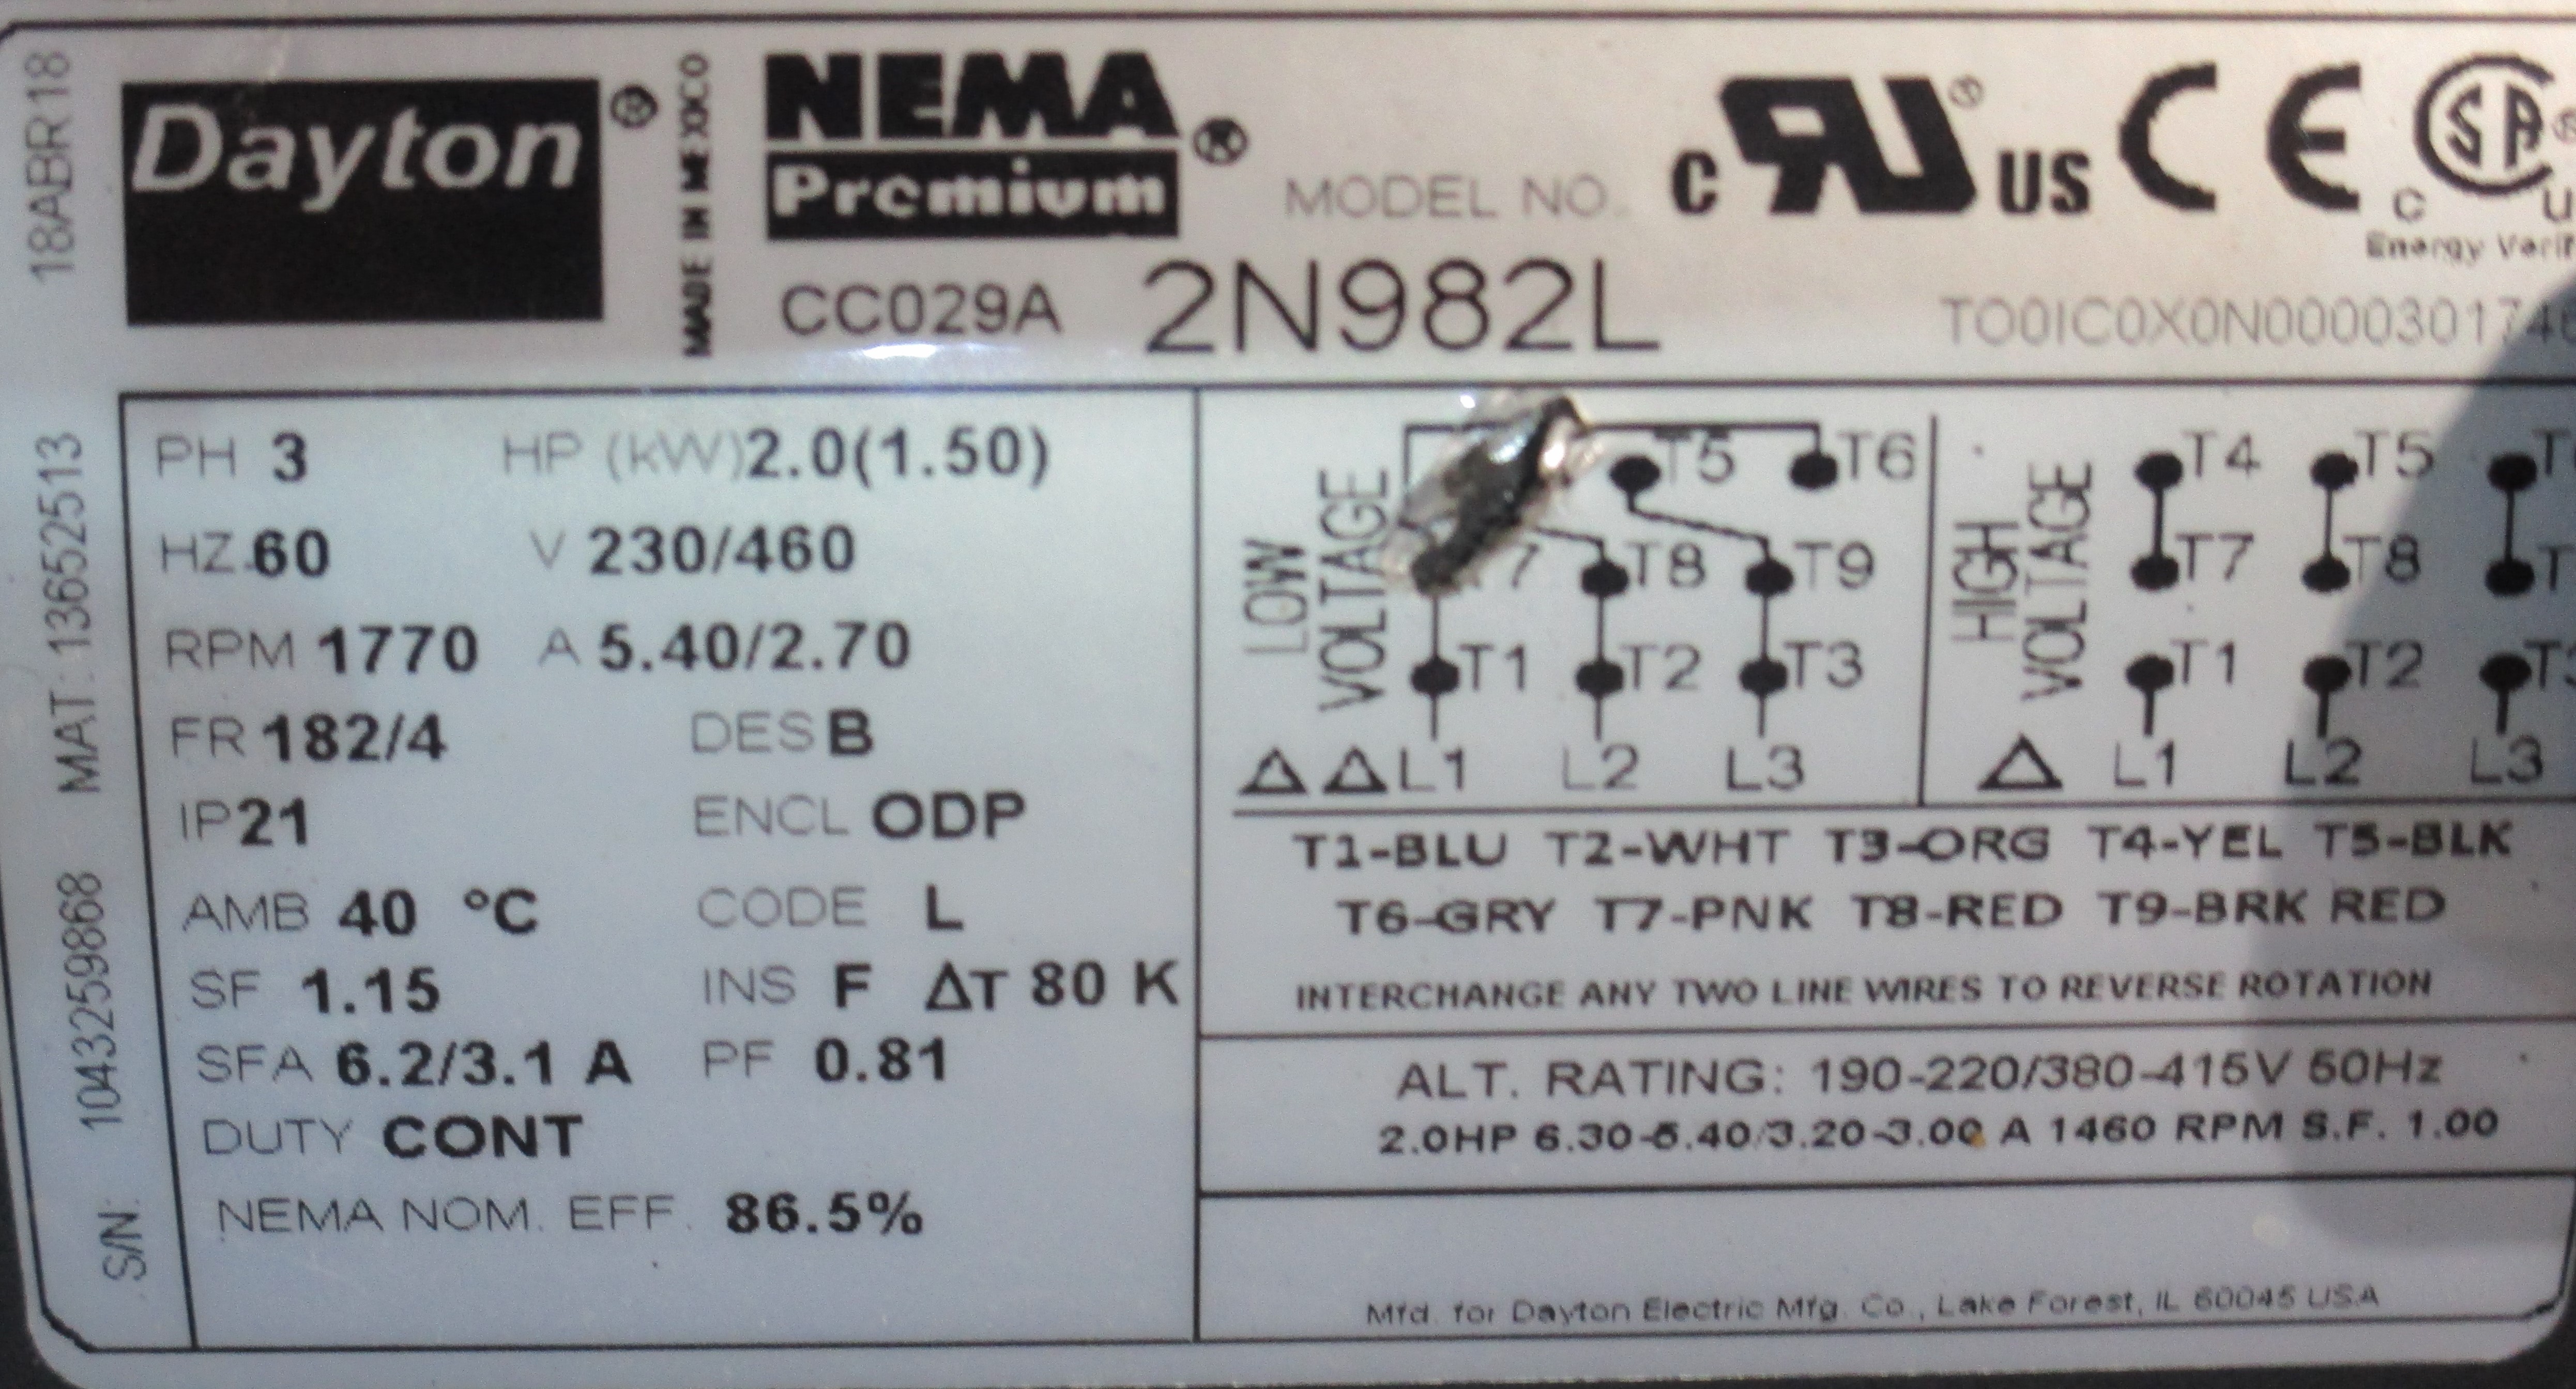 18ABR18
Dayton®
MADE IN MEXICO
NEMA
Premium®
MODEL NO.
CC029A 2N982L
c US CE
SA®
C U
Energy
TO0IC0X0N00003017
MAT: 13652513
S/N: 1043259868
PH 3 HP (kW) 2.0(1.50)
HZ 60 V 230/460
RPM 1770 A 5.40/2.70
FR 182/4 DES B
IP21 ENCL ODP
AMB 40 °C CODE L
SF 1.15 INS F ΔT 80 K
SFA 6.2/3.1 A PF 0.81
DUTY CONT
NEMA NOM. EFF. 86.5%
LOW
VOLTAGE
T5 T6
7 T8 T9
T1 T2 T3
Δ Δ L1 L2 L3
HIGH
VOLTAGE
T4 T5
T7 T8
T1 T2
Δ L1 L2 L3
T1-BLU T2-WHT T3-ORG T4-YEL T5-BLK
T6-GRY T7-PNK T8-RED T9-BRK RED
INTERCHANGE ANY TWO LINE WIRES TO REVERSE ROTATION
ALT. RATING: 190-220/380-415V 50Hz
2.0HP 6.30-5.40/3.20-3.00 A 1460 RPM S.F. 1.00
Mfd. for Dayton Electric Mfg. Co., Lake Forest, IL 60045 USA